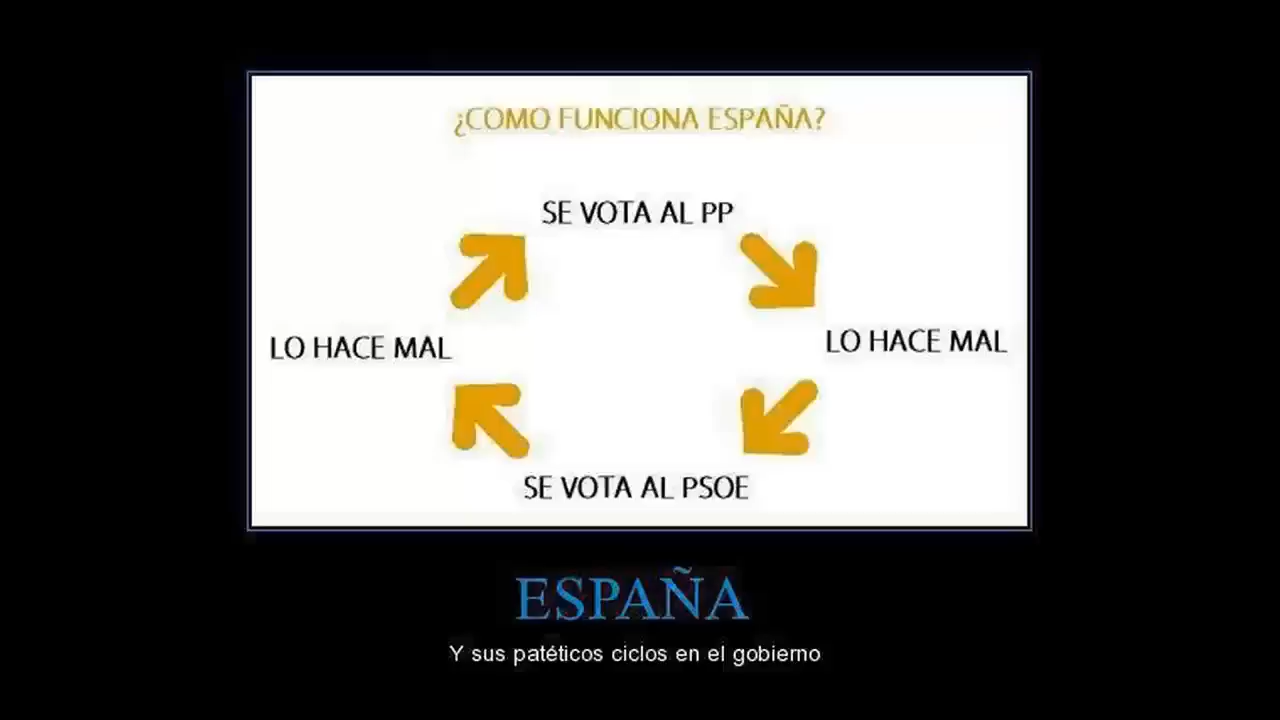 ¿COMO FUNCIONA ESPAÑA?
SE VOTA AL PP
LO HACE MAL
LO HACE MAL
SE VOTA AL PSOE
ESPAÑA
Y sus patéticos ciclos en el gobierno